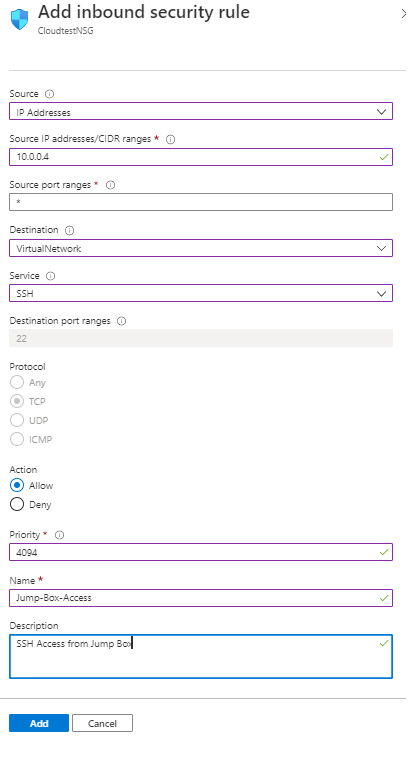 Add inbound security rule
CloudtestNSG
Source
IP Addresses
Source IP addresses/CIDR ranges *
10.0.0.4
Source port ranges *
*
Destination
VirtualNetwork
Service
SSH
Destination port ranges
22
Protocol
Any
TCP
UDP
ICMP
Action
Allow
Deny
Priority *
4094
Name *
Jump-Box-Access
Description
SSH Access from Jump Box
Add Cancel